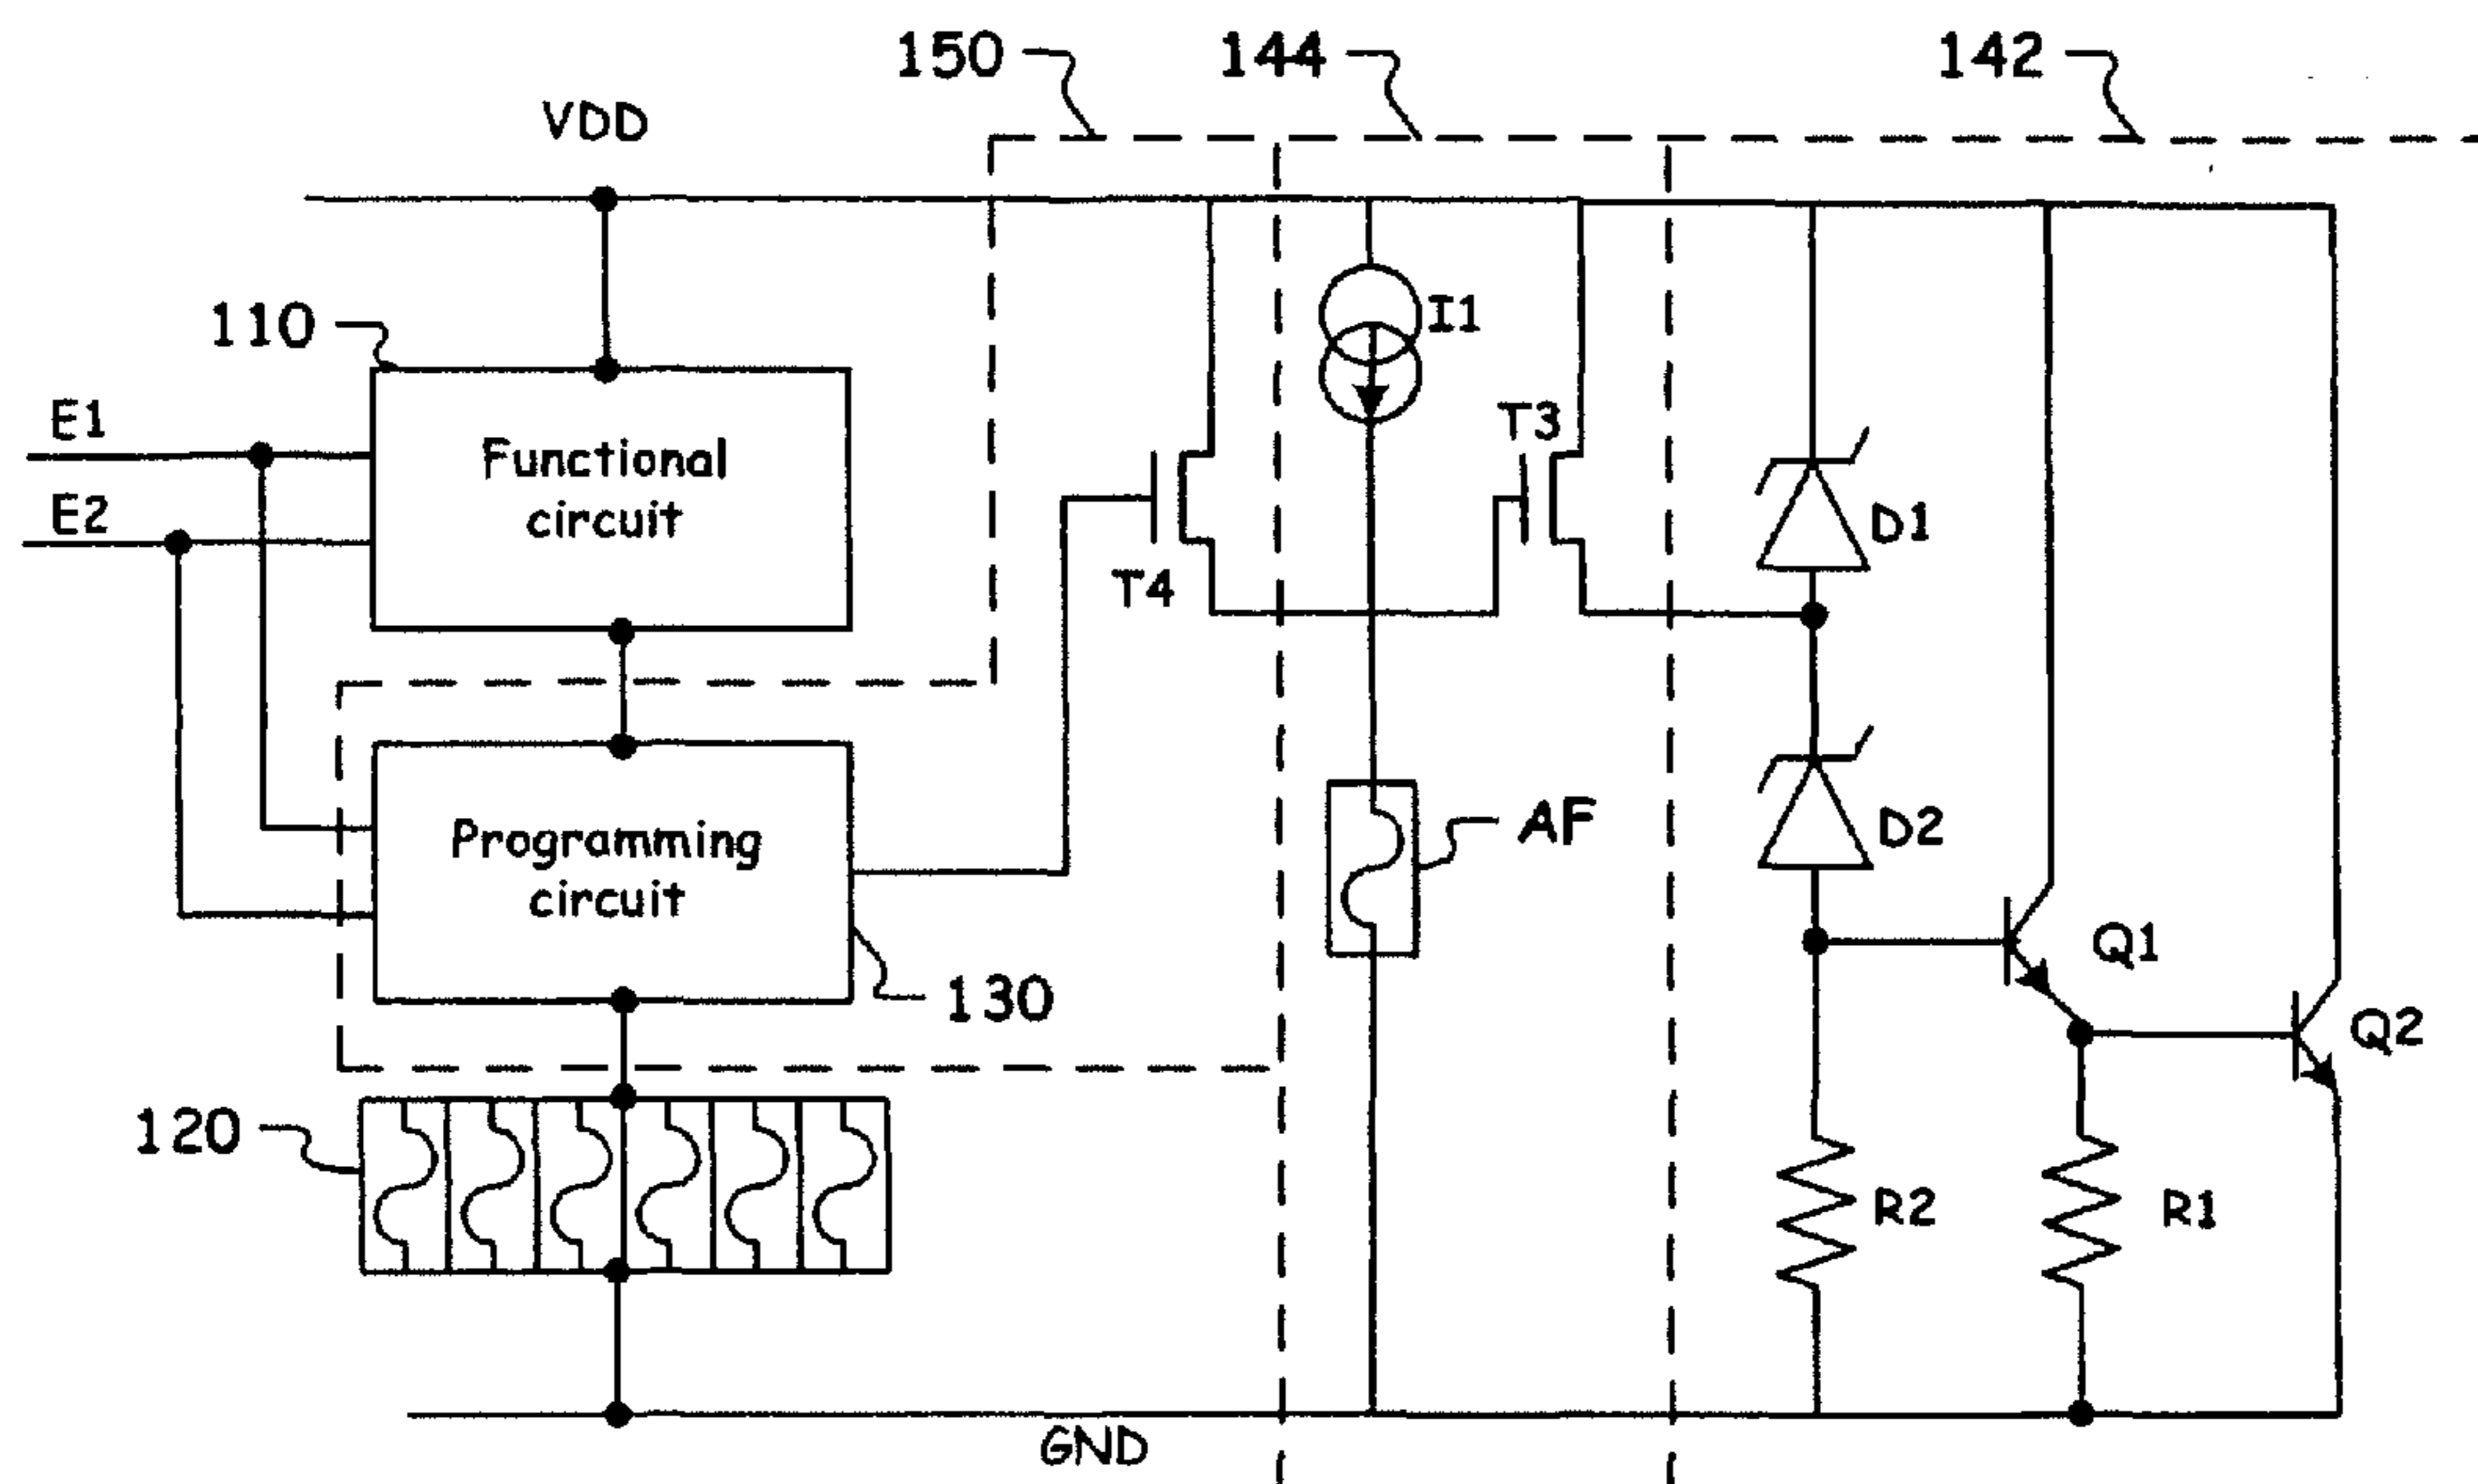 150
144
142
VDD
110
I1
E1
T3
Functional
circuit
E2
D1
T4
Programming
circuit
AF
D2
130
Q1
Q2
120
R2
R1
GND